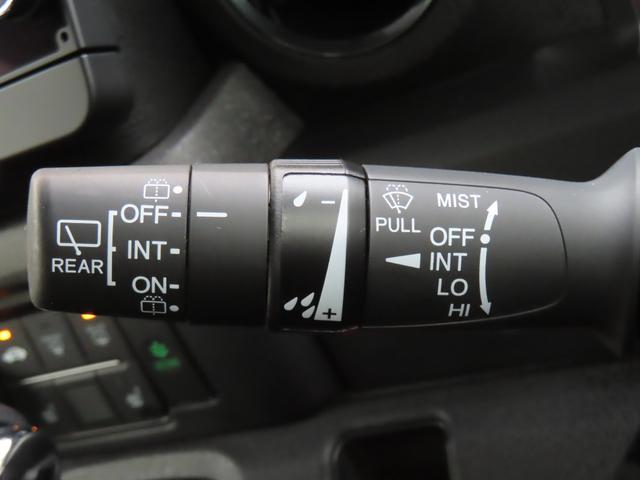 OFF
INT
ON
REAR
−
+
PULL
MIST
OFF
INT
LO
HI